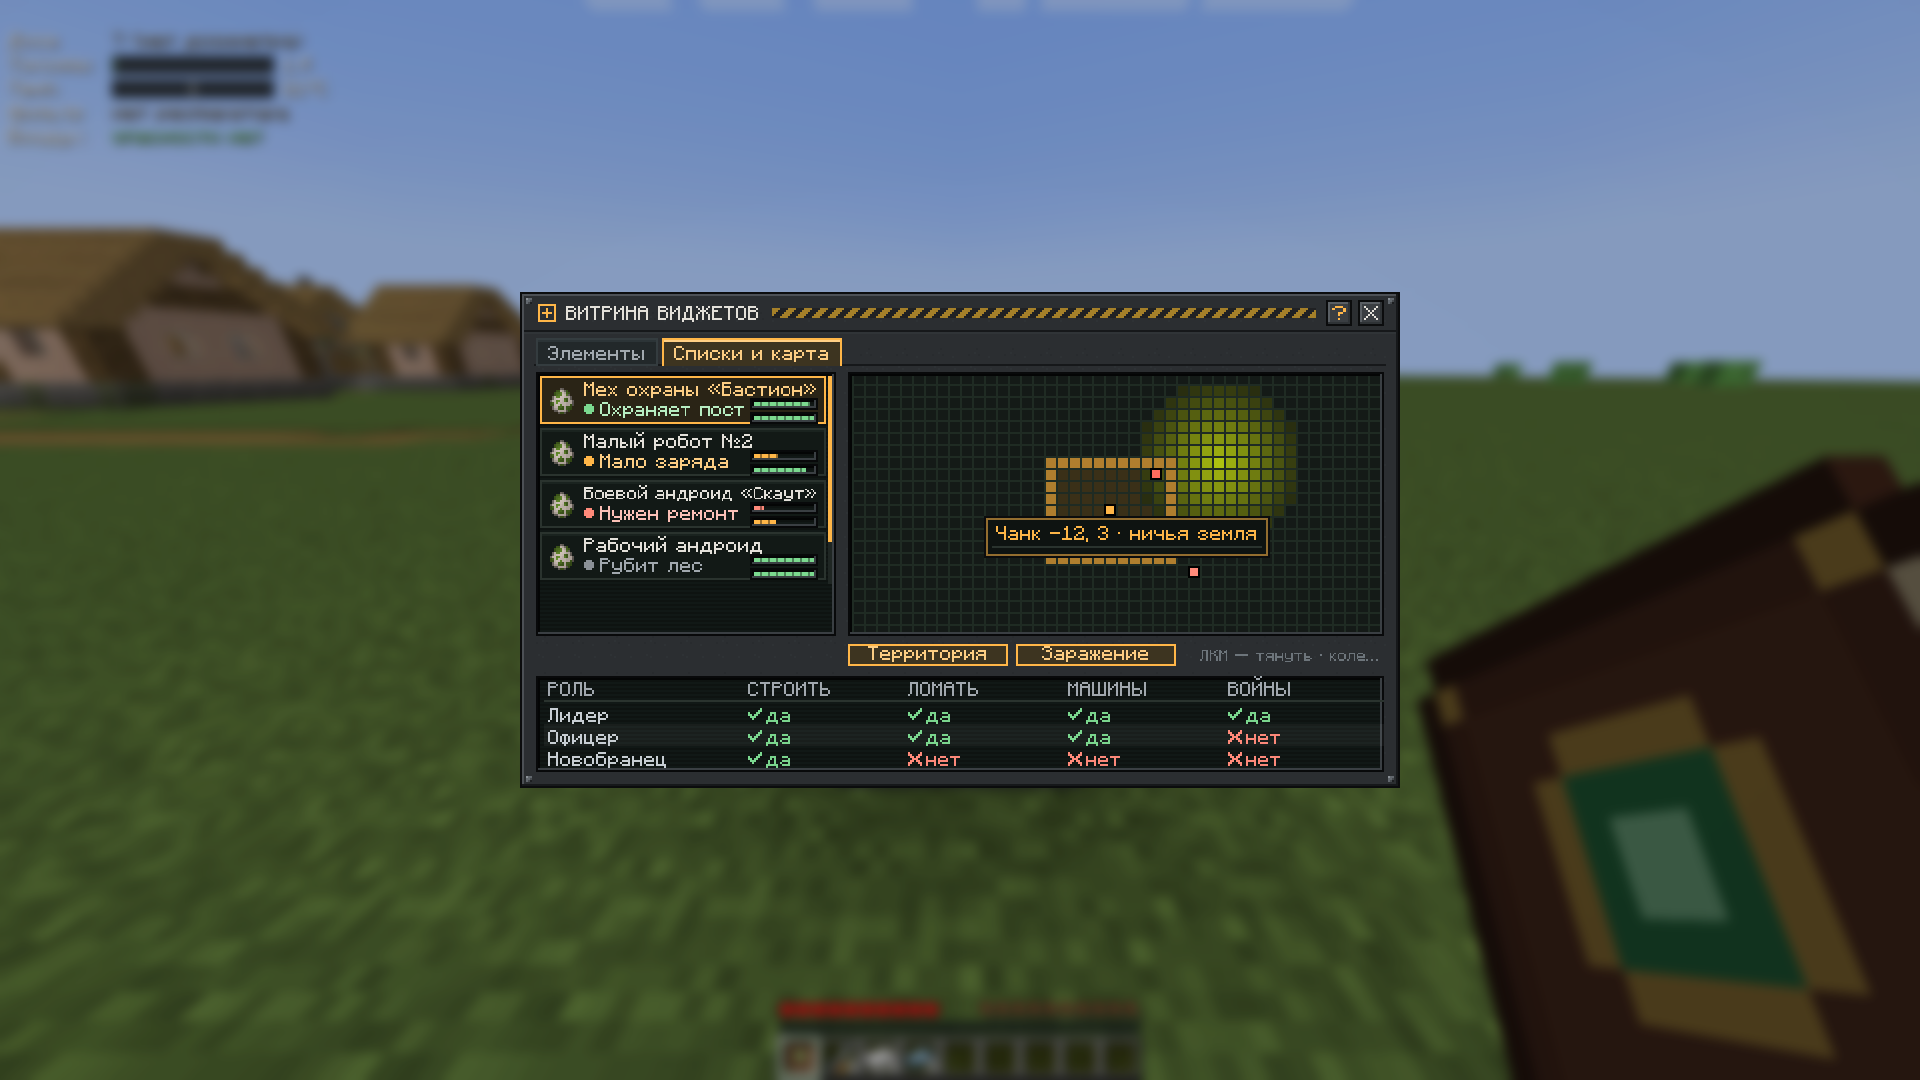 ВИТРИНА ВИДЖЕТОВ ?
Элементы Списки и карта
Мех охраны «Бастион»
Охраняет пост
Малый робот №2
Мало заряда
Боевой андроид «Скаут»
Нужен ремонт
Рабочий андроид
Рубит лес
Чанк -12, 3 · ничья земля
Территория Заражение ЛКМ — тянуть · коле...
РОЛЬ СТРОИТЬ ЛОМАТЬ МАШИНЫ ВОЙНЫ
Лидер да да да да
Офицер да да да нет
Новобранец да нет нет нет